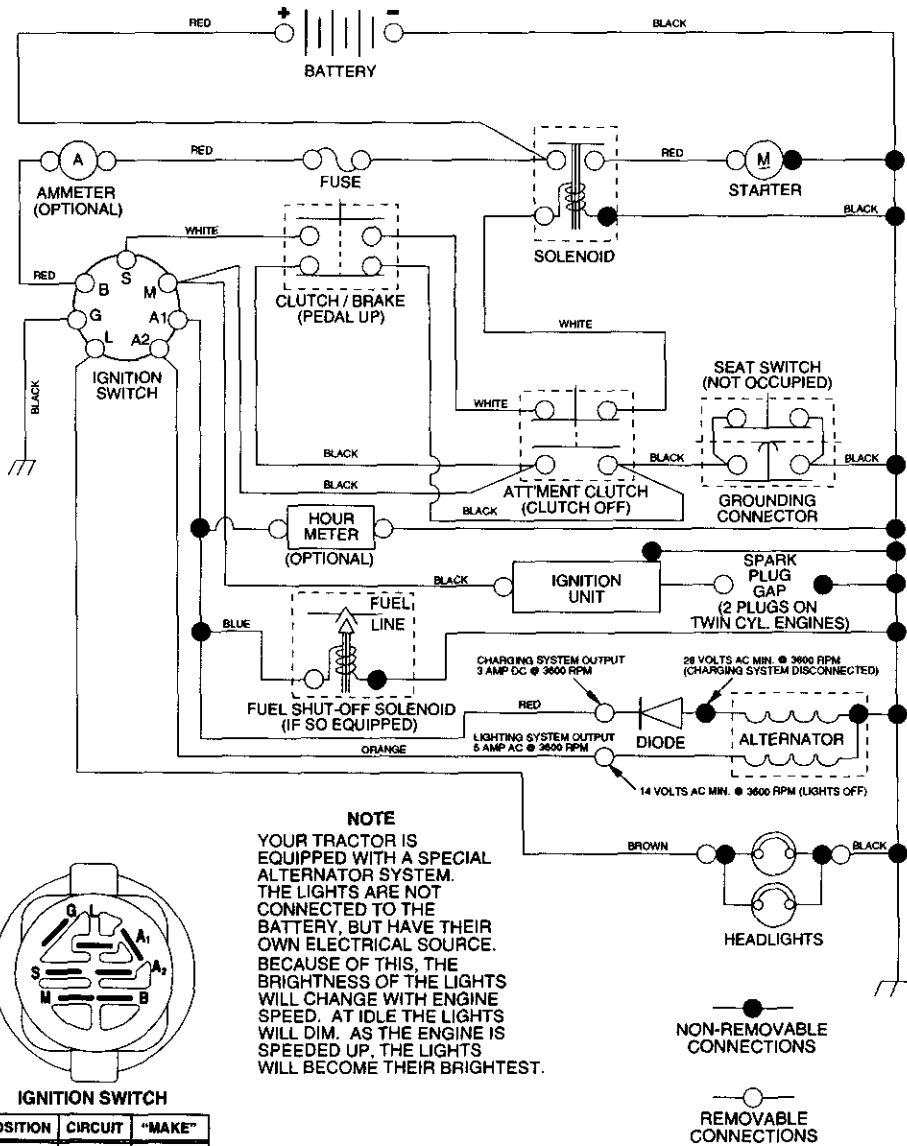 +
-
RED
BLACK
BATTERY
A
RED
FUSE
RED
M
STARTER
AMMETER
(OPTIONAL)
BLACK
WHITE
SOLENOID
RED
S
B
M
G
A1
L
A2
CLUTCH / BRAKE
(PEDAL UP)
IGNITION
SWITCH
WHITE
BLACK
SEAT SWITCH
(NOT OCCUPIED)
WHITE
BLACK
BLACK
BLACK
BLACK
ATT'MENT CLUTCH
(CLUTCH OFF)
BLACK
GROUNDING
CONNECTOR
HOUR
METER
(OPTIONAL)
BLACK
IGNITION
UNIT
SPARK
PLUG
GAP
(2 PLUGS ON
TWIN CYL. ENGINES)
BLUE
FUEL
LINE
FUEL SHUT-OFF SOLENOID
(IF SO EQUIPPED)
CHARGING SYSTEM OUTPUT
3 AMP DC @ 3600 RPM
28 VOLTS AC MIN. @ 3600 RPM
(CHARGING SYSTEM DISCONNECTED)
RED
DIODE
ALTERNATOR
LIGHTING SYSTEM OUTPUT
5 AMP AC @ 3600 RPM
ORANGE
14 VOLTS AC MIN. @ 3600 RPM (LIGHTS OFF)
NOTE
YOUR TRACTOR IS
EQUIPPED WITH A SPECIAL
ALTERNATOR SYSTEM.
THE LIGHTS ARE NOT
CONNECTED TO THE
BATTERY, BUT HAVE THEIR
OWN ELECTRICAL SOURCE.
BECAUSE OF THIS, THE
BRIGHTNESS OF THE LIGHTS
WILL CHANGE WITH ENGINE
SPEED. AT IDLE THE LIGHTS
WILL DIM. AS THE ENGINE IS
SPEEDED UP, THE LIGHTS
WILL BECOME THEIR BRIGHTEST.
BROWN
BLACK
HEADLIGHTS
G
L
A1
A2
S
M
B
IGNITION SWITCH
NON-REMOVABLE
CONNECTIONS
REMOVABLE
CONNECTIONS
OSITION CIRCUIT "MAKE"